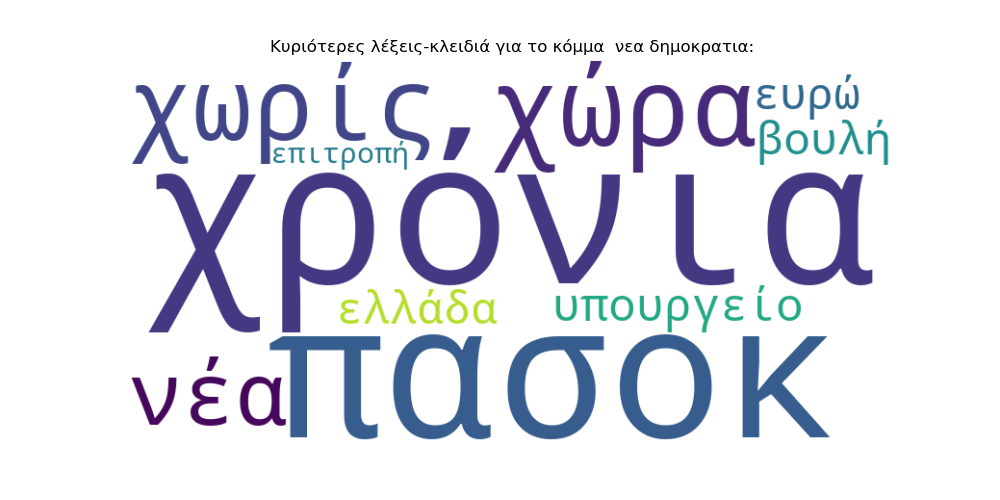 Κυριότερες λέξεις-κλειδιά για το κόμμα  νεα δημοκρατια:
χωρίς χώρα ευρώ
επιτροπή βουλή
χρόνια
ελλάδα υπουργείο
νέα πασοκ